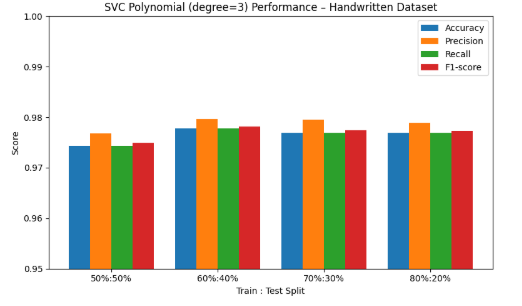 SVC Polynomial (degree=3) Performance – Handwritten Dataset
1.00
0.99
0.98
0.97
0.96
0.95
Score
Accuracy
Precision
Recall
F1-score
50%:50%
60%:40%
70%:30%
80%:20%
Train : Test Split